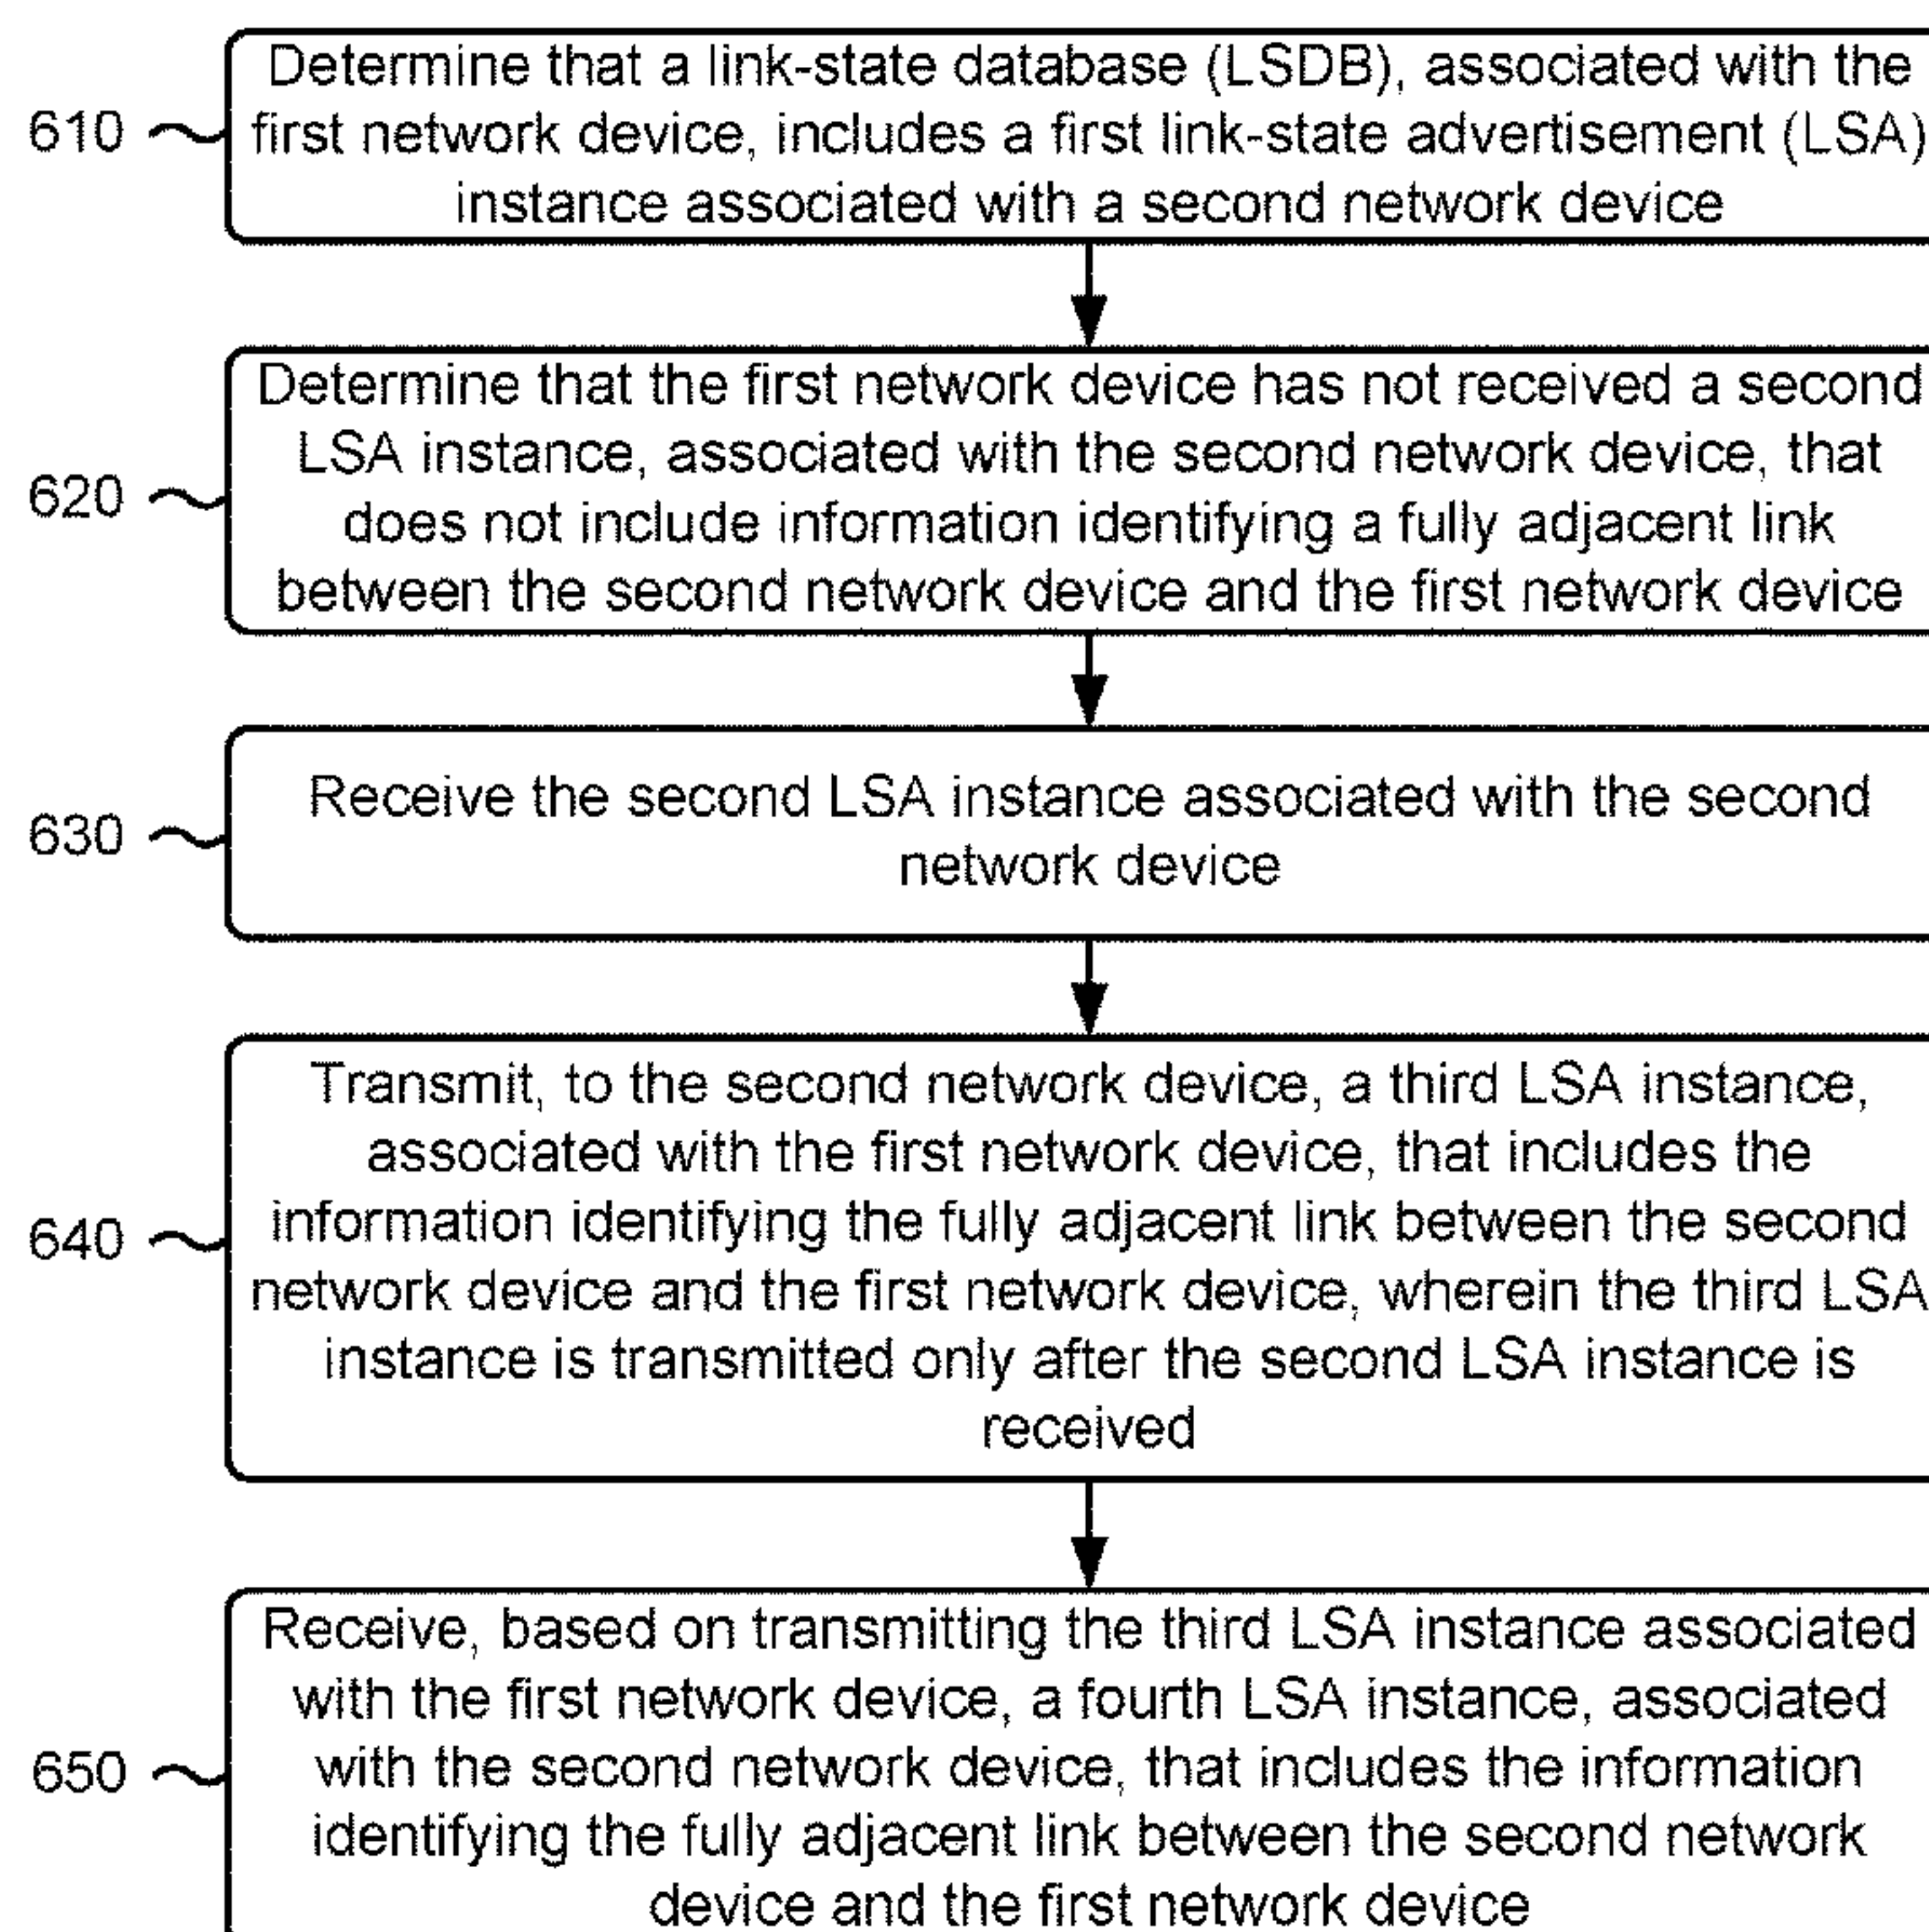 Determine that a link-state database (LSDB), associated with the
610
first network device, includes a first link-state advertisement (LSA)
instance associated with a second network device
Determine that the first network device has not received a second
LSA instance, associated with the second network device, that
620
does not include information identifying a fully adjacent link
between the second network device and the first network device
Receive the second LSA instance associated with the second
630
network device
Transmit, to the second network device, a third LSA instance,
associated with the first network device, that includes the
640
information identifying the fully adjacent link between the second
network device and the first network device, wherein the third LSA
instance is transmitted only after the second LSA instance is
received
Receive, based on transmitting the third LSA instance associated
with the first network device, a fourth LSA instance, associated
650
with the second network device, that includes the information
identifying the fully adjacent link between the second network
device and the first network device